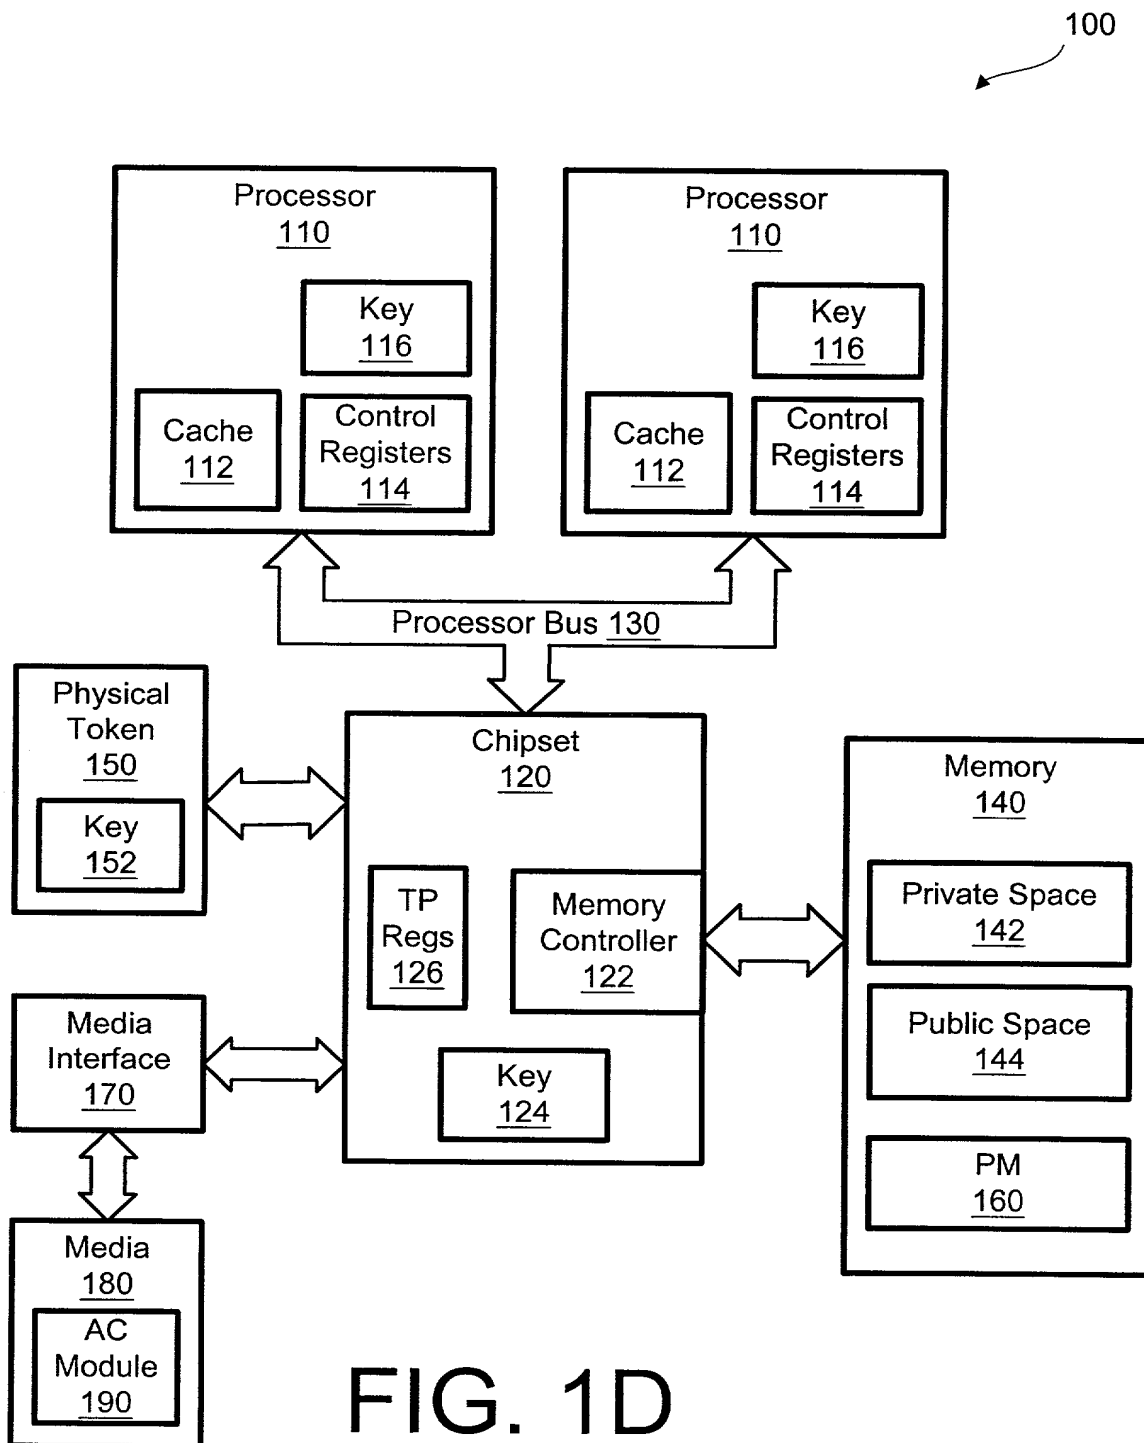 100
Processor
110
Key
116
Cache
112
Control
Registers
114
Processor
110
Key
116
Cache
112
Control
Registers
114
Processor Bus 130
Physical
Token
150
Key
152
Chipset
120
TP
Regs
126
Memory
Controller
122
Key
124
Memory
140
Private Space
142
Public Space
144
PM
160
Media
Interface
170
Media
180
AC
Module
190
FIG. 1D